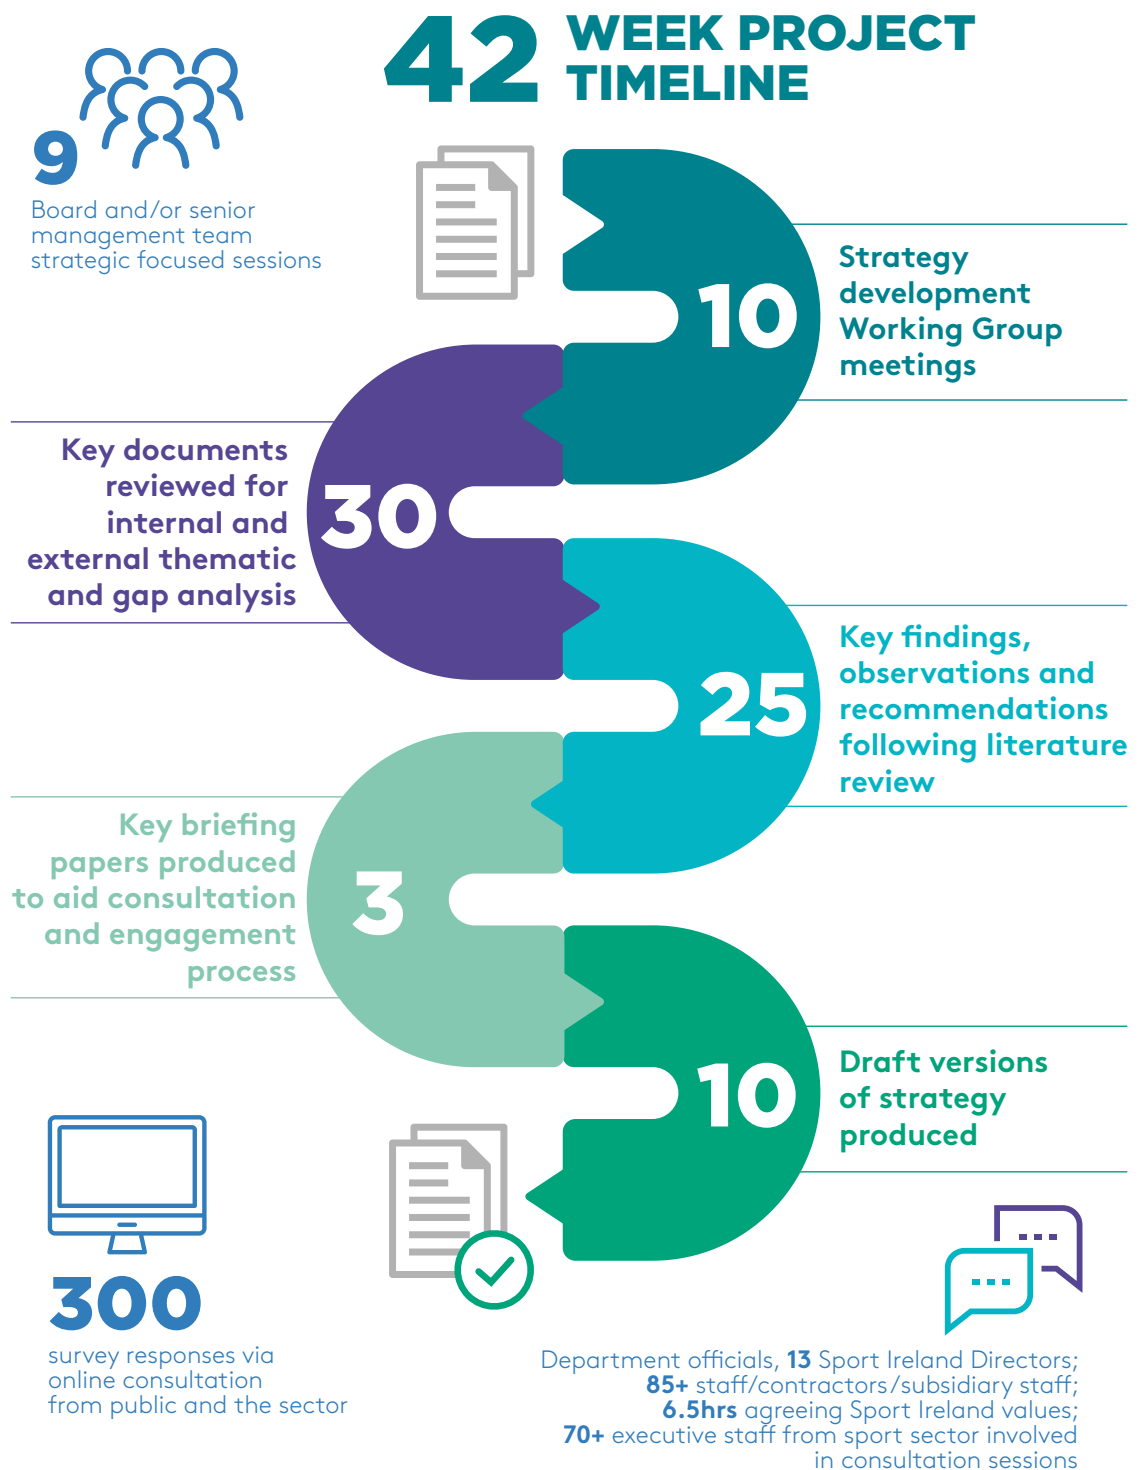 42 WEEK PROJECT
TIMELINE
9
Board and/or senior
management team
strategic focused sessions
10
Strategy
development
Working Group
meetings
30
Key documents
reviewed for
internal and
external thematic
and gap analysis
25
Key findings,
observations and
recommendations
following literature
review
3
Key briefing
papers produced
to aid consultation
and engagement
process
10
Draft versions
of strategy
produced
300
survey responses via
online consultation
from public and the sector
Department officials, 13 Sport Ireland Directors;
85+ staff/contractors/subsidiary staff;
6.5hrs agreeing Sport Ireland values;
70+ executive staff from sport sector involved
in consultation sessions